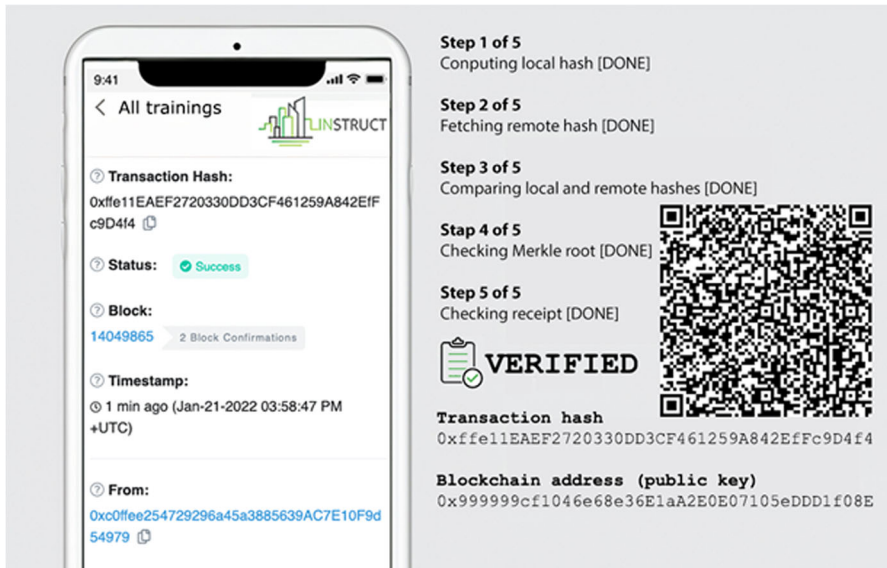 9:41
All trainings
INSTRUCT
Transaction Hash:
0xffe11EAEF2720330DD3CF461259A842EfF
c9D4f4
Status: Success
Block:
14049865 2 Block Confirmations
Timestamp:
1 min ago (Jan-21-2022 03:58:47 PM
+UTC)
From:
0xc0ffee254729296a45a3885639AC7E10F9d
54979
Step 1 of 5
Conputing local hash [DONE]
Step 2 of 5
Fetching remote hash [DONE]
Step 3 of 5
Comparing local and remote hashes [DONE]
Stap 4 of 5
Checking Merkle root [DONE]
Step 5 of 5
Checking receipt [DONE]
VERIFIED
Transaction hash
0xffe11EAEF2720330DD3CF461259A842EfFc9D4f4
Blockchain address (public key)
0x999999cf1046e68e36E1aA2E0E07105eDDD1f08E